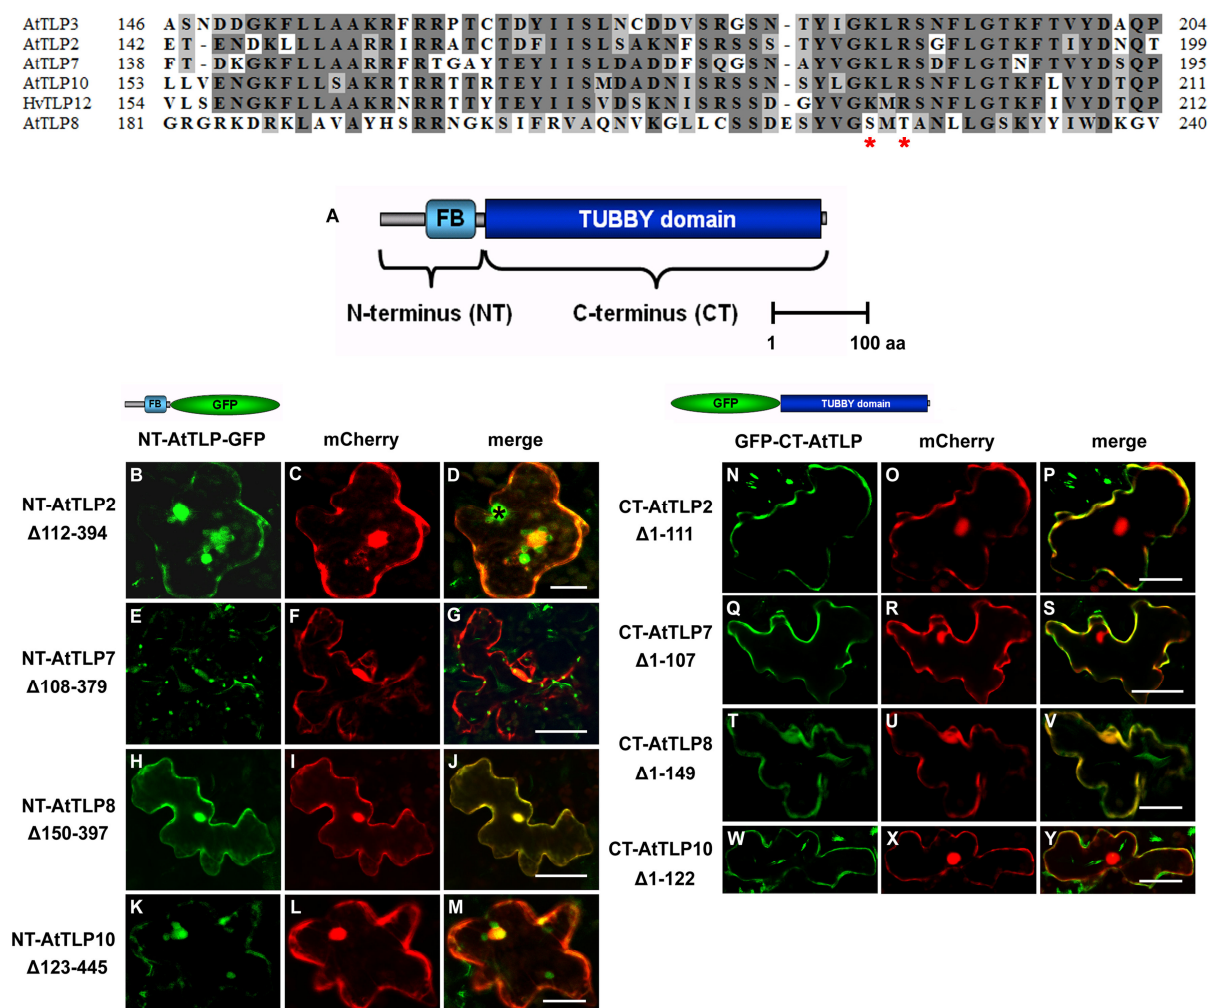 AtTLP3 146 ASNDDGKFLLAAKRFRRPTCTDYIISLNCDDVSRGSN-TYIGKLRSNFLGTKFTVYDAQP 204
AtTLP2 142 ET-ENDKLLLAARRIRRATCTDFIISLSAKNFSRSSS-TYVGKLRSGFLGTKFTIYDNQT 199
AtTLP7 138 FT-DKGKFLLAARRFRTGAYTEYIISLDADDFSQGSN-AYVGKLRSDFLGTNFTVYDSQP 195
AtTLP10 153 LLVENGKFLLSAKRTRRTTRTEYIISMDADNISRSSN-SYLGKLRSNFLGTKFLVYDTQP 211
HvTLP12 154 VLSENGKFLLAAKRNRRTTYTEYIISVDSKNISRSSD-GYVGKMRSNFLGTKFIVYDTQP 212
AtTLP8 181 GRGRKDRKLAVAYHSRRNGKSIFRVAQNVKGLLCSSDESYVGSMTANLLGSKYYIWDKGV 240
* *
A FB TUBBY domain
N-terminus (NT) C-terminus (CT)
1 100 aa
FB GFP
NT-AtTLP-GFP mCherry merge
NT-AtTLP2
Δ112-394
B C D *
NT-AtTLP7
Δ108-379
E F G
NT-AtTLP8
Δ150-397
H I J
NT-AtTLP10
Δ123-445
K L M
GFP TUBBY domain
GFP-CT-AtTLP mCherry merge
CT-AtTLP2
Δ1-111
N O P
CT-AtTLP7
Δ1-107
Q R S
CT-AtTLP8
Δ1-149
T U V
CT-AtTLP10
Δ1-122
W X Y